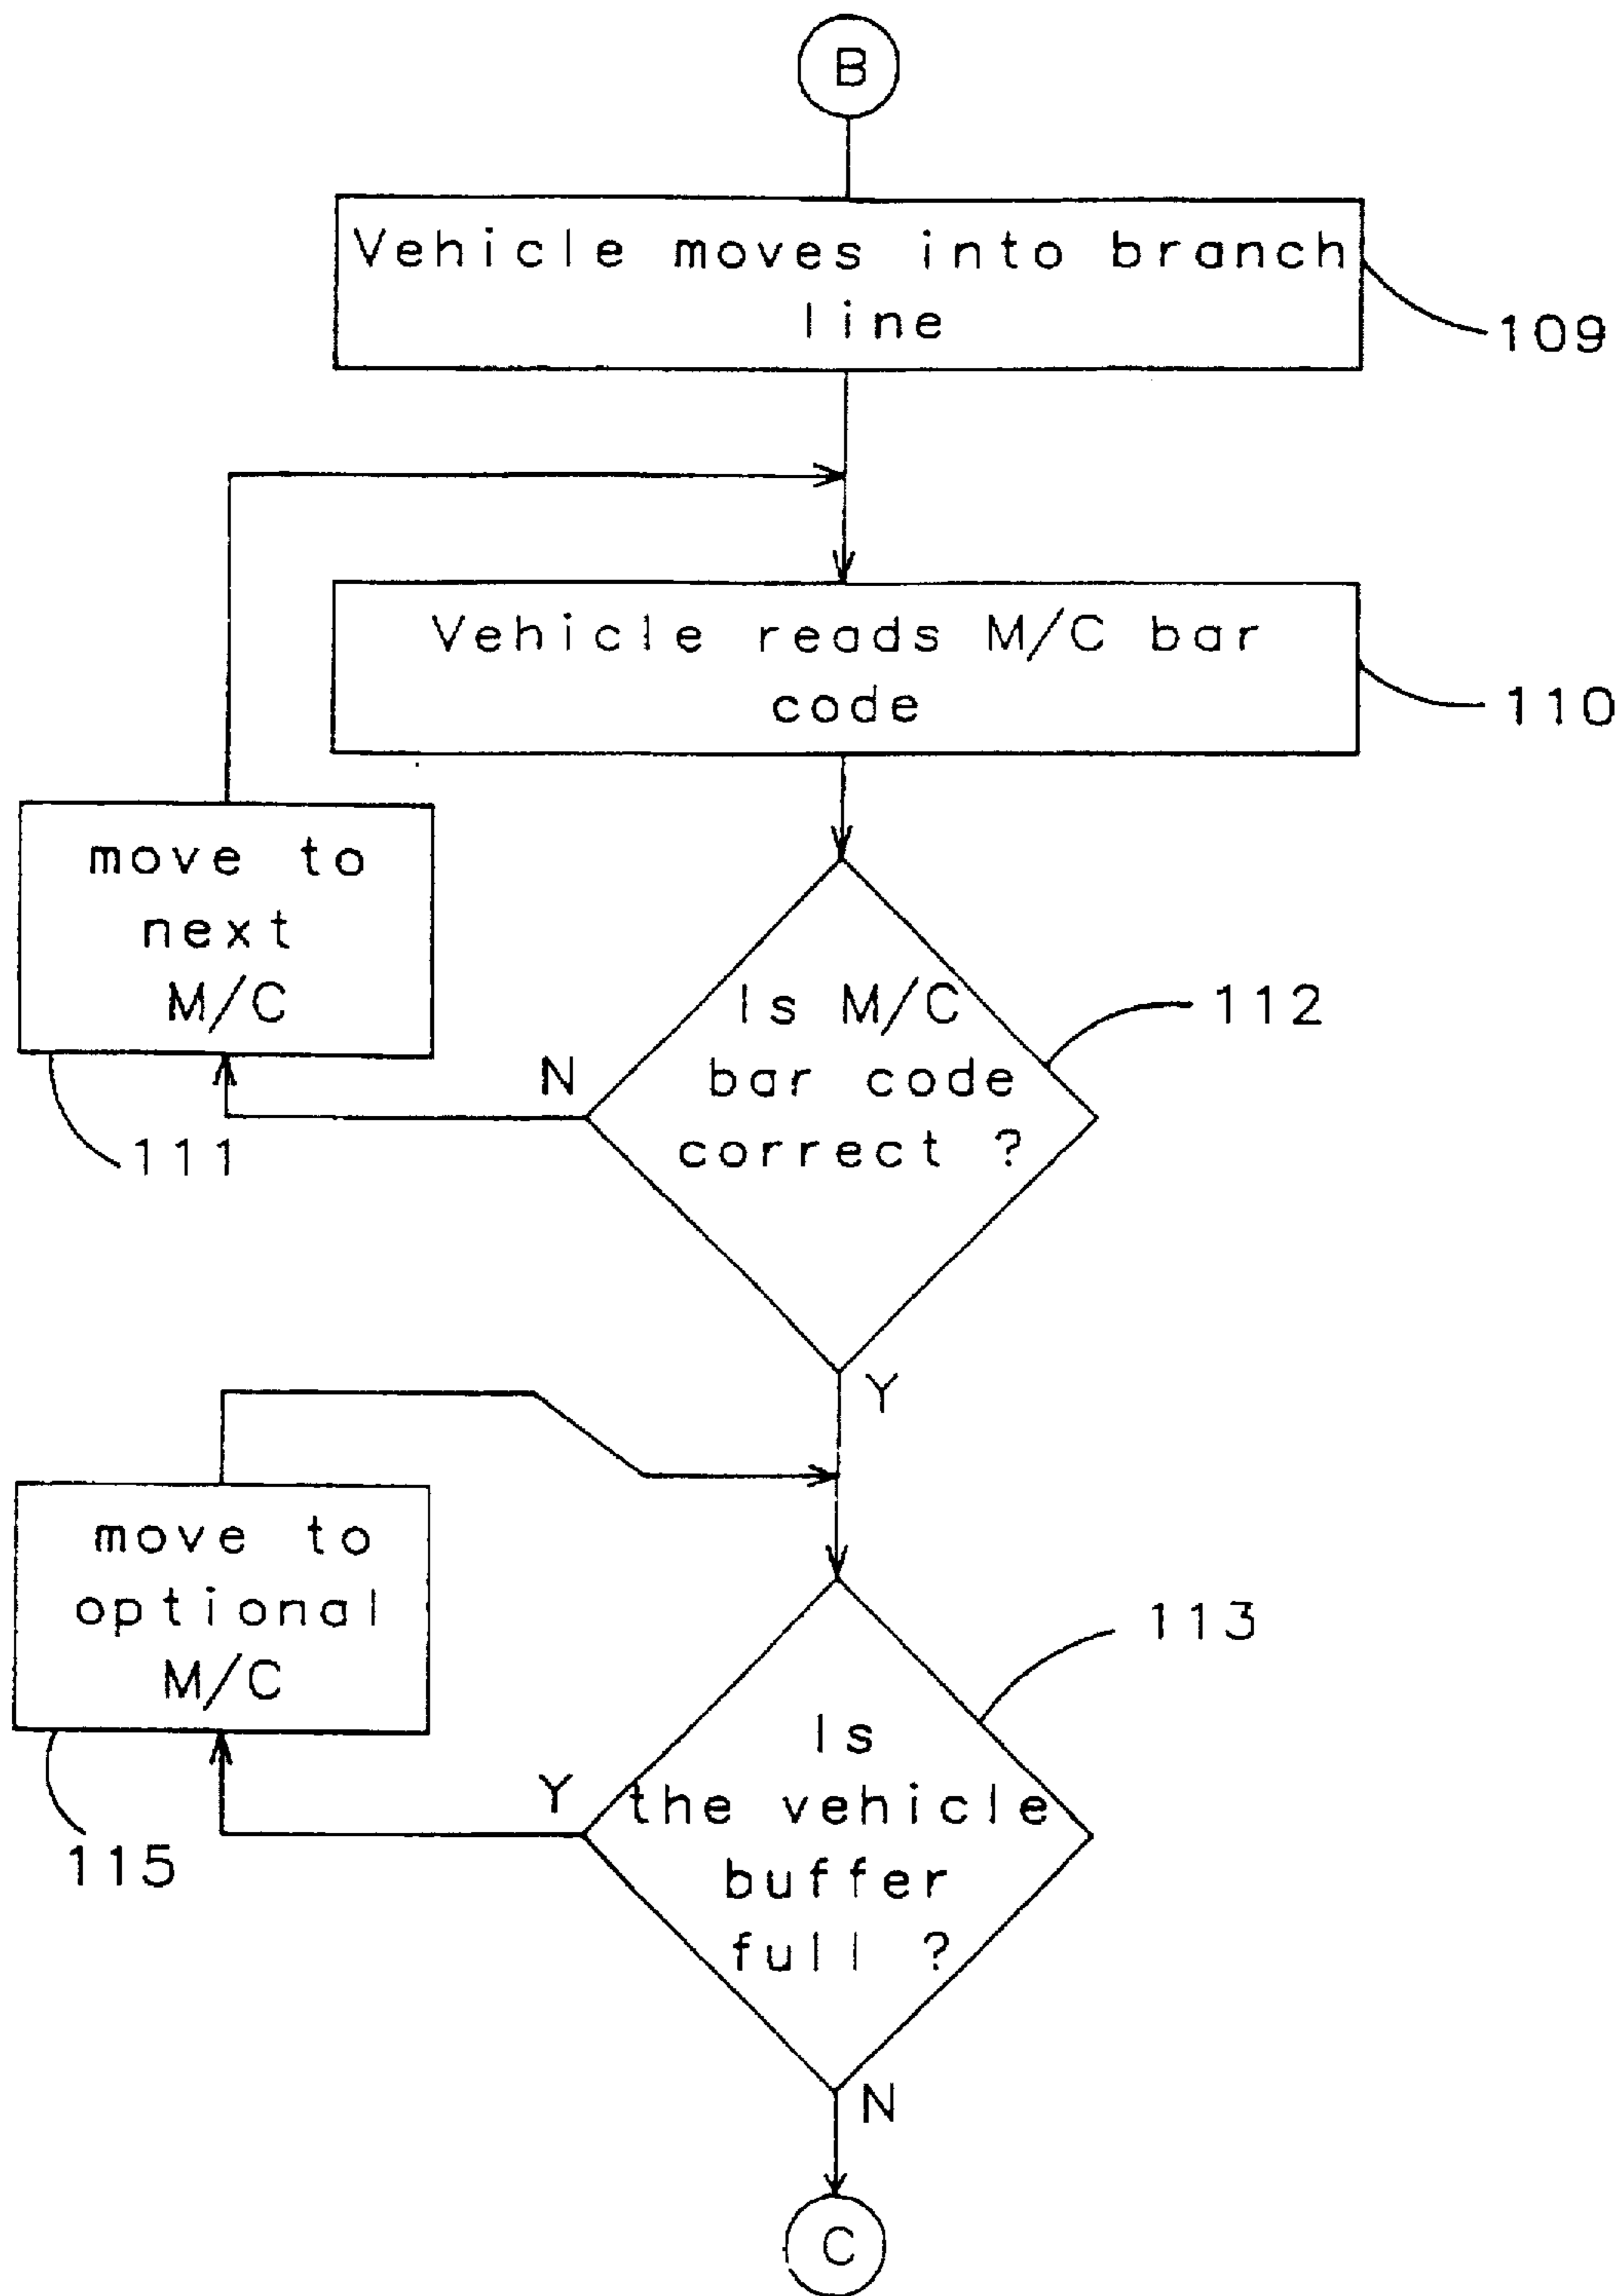 B
Vehicle moves into branch
line
109
Vehicle reads M/C bar
code
110
move to
next
M/C
111
Is M/C
bar code
correct ?
112
N
Y
move to
optional
M/C
115
Is
the vehicle
buffer
full ?
113
Y
N
C